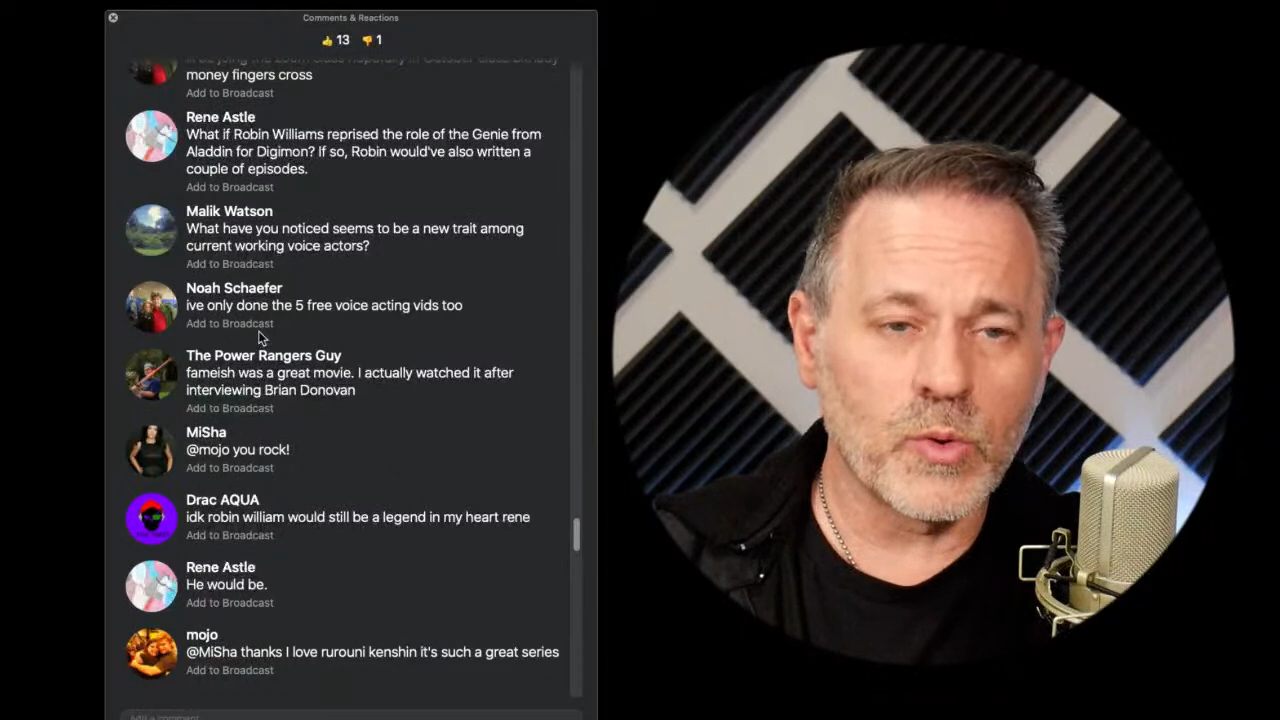 Comments & Reactions
👍 13 👎 1
money fingers cross
Add to Broadcast
Rene Astle
What if Robin Williams reprised the role of the Genie from
Aladdin for Digimon? If so, Robin would've also written a
couple of episodes.
Add to Broadcast
Malik Watson
What have you noticed seems to be a new trait among
current working voice actors?
Add to Broadcast
Noah Schaefer
ive only done the 5 free voice acting vids too
Add to Broadcast
The Power Rangers Guy
fameish was a great movie. I actually watched it after
interviewing Brian Donovan
Add to Broadcast
MiSha
@mojo you rock!
Add to Broadcast
Drac AQUA
idk robin william would still be a legend in my heart rene
Add to Broadcast
Rene Astle
He would be.
Add to Broadcast
mojo
@MiSha thanks I love rurouni kenshin it's such a great series
Add to Broadcast
Add a comment